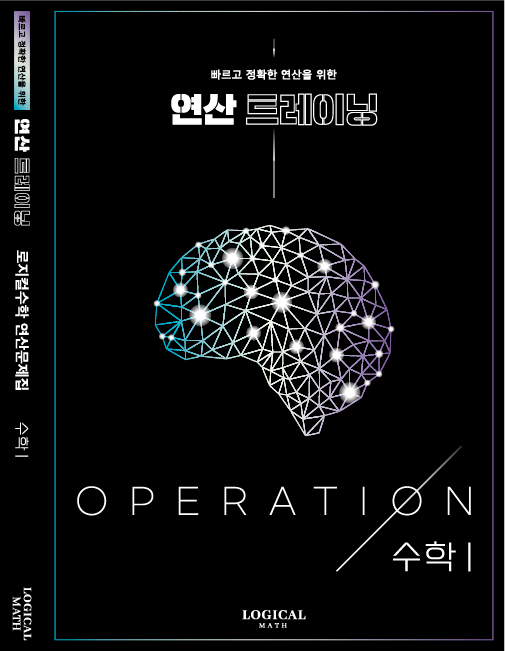 빠르고 정확한 연산을 위한
연산 트레이닝
로지컬수학 연산문제집
수학 I
LOGICAL
MATH
빠르고 정확한 연산을 위한
연산 트레이닝
OPERATION
수학 I
LOGICAL
MATH